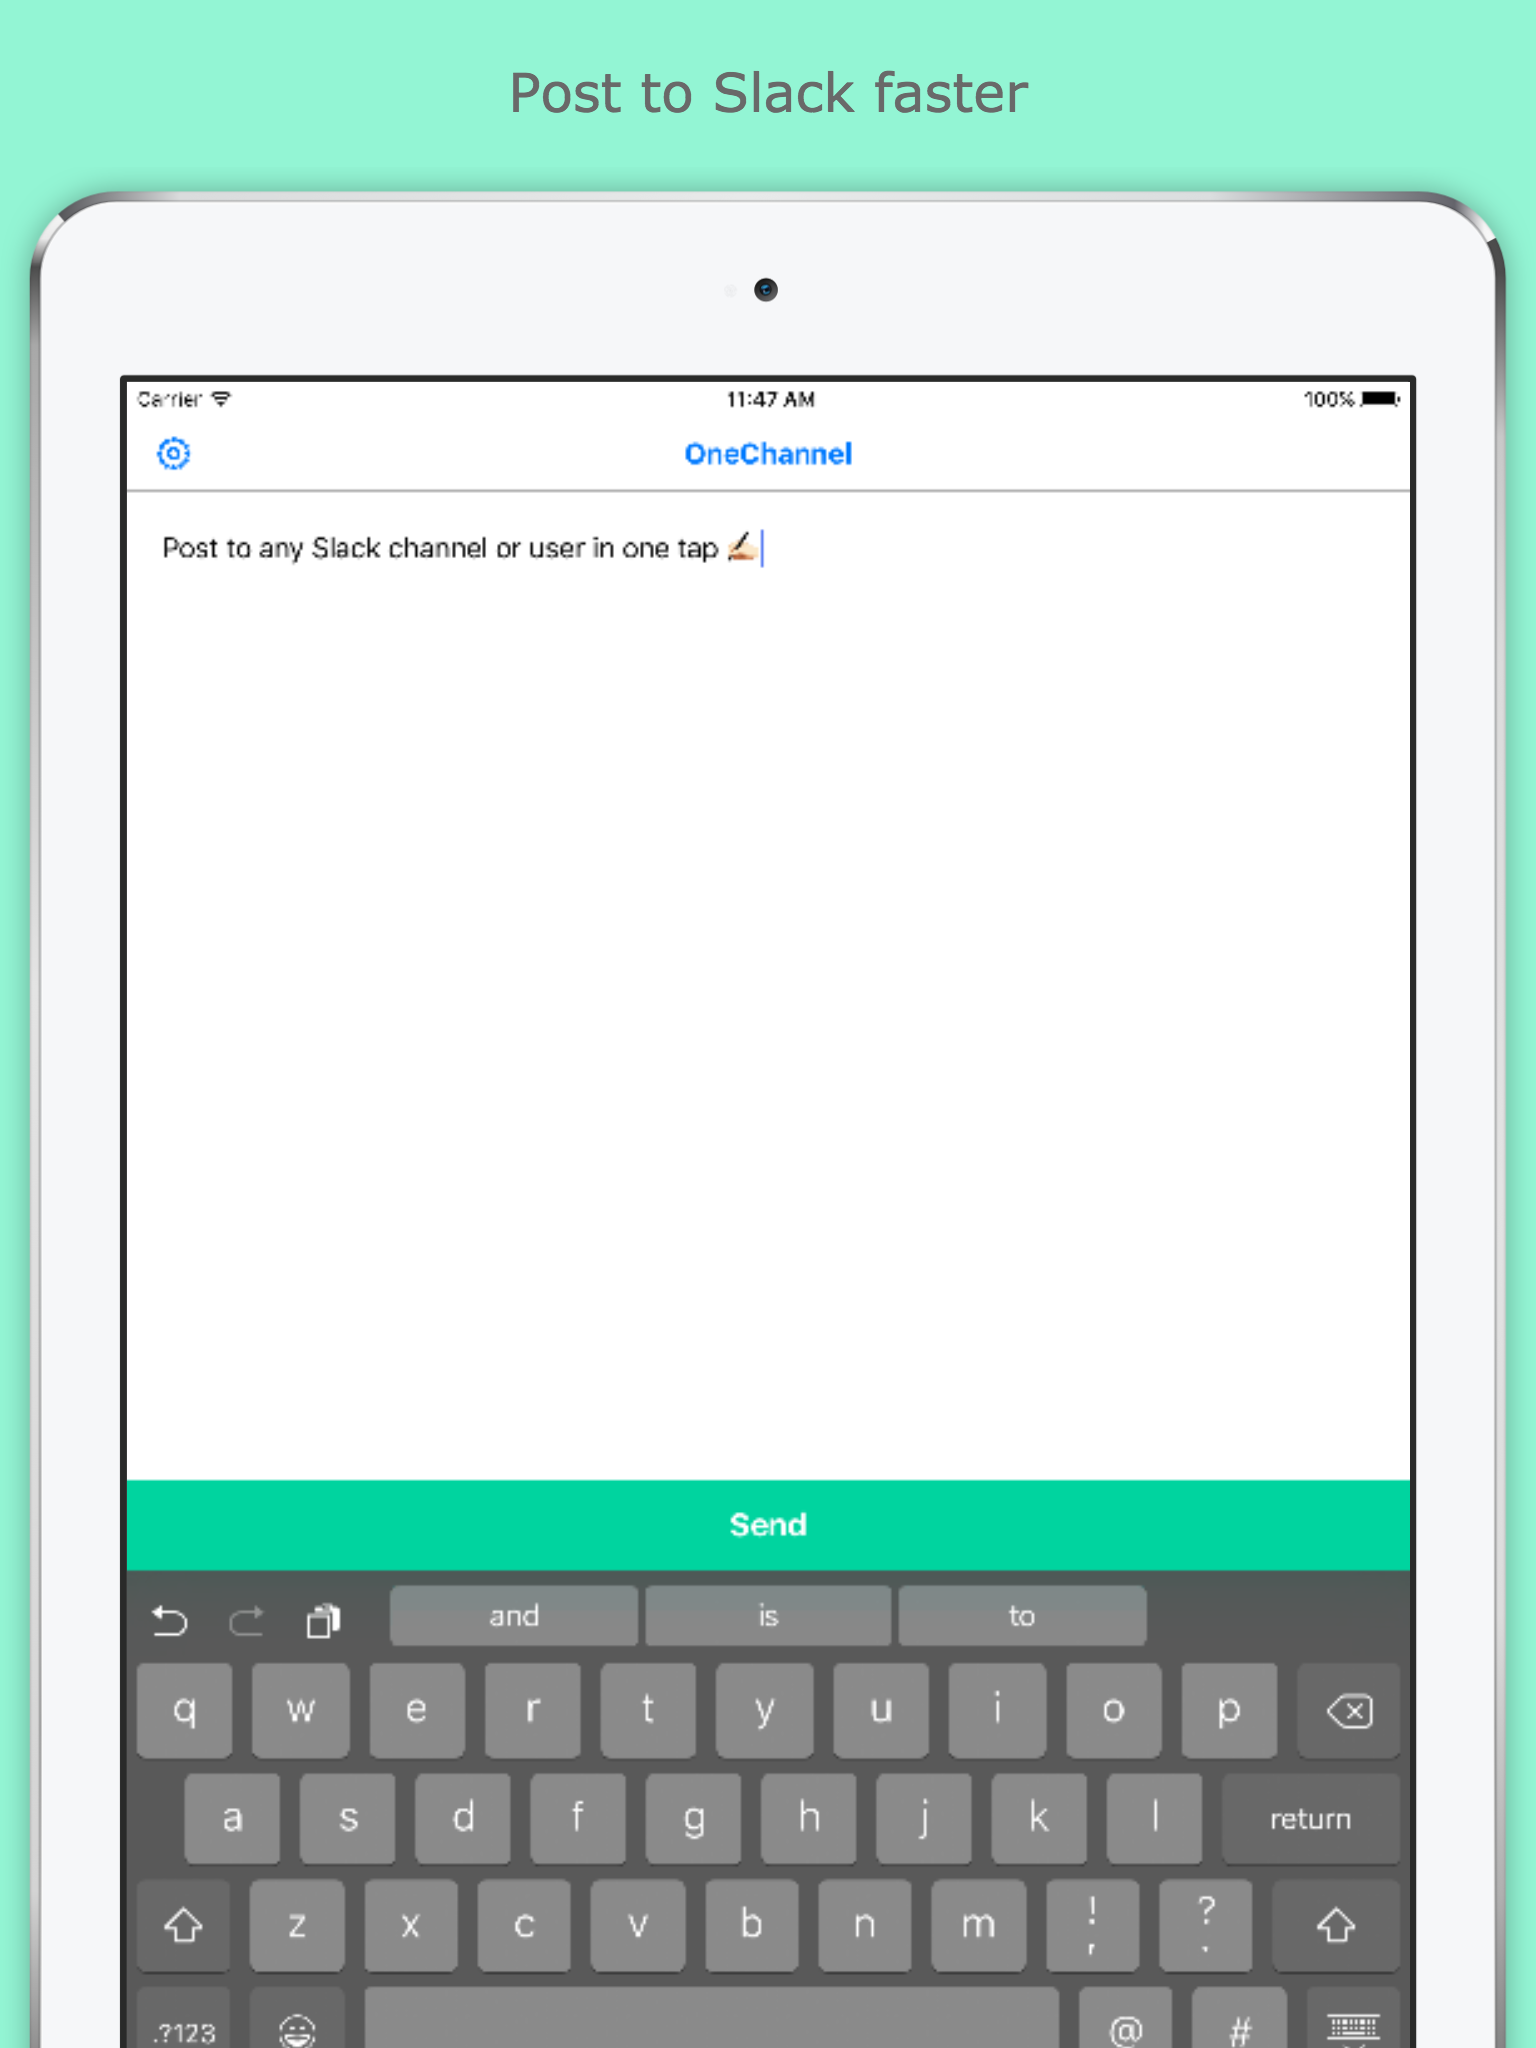 Post to Slack faster
Carrier 11:47 AM 100%
OneChannel
Post to any Slack channel or user in one tap ✍🏻
Send
and is to
q w e r t y u i o p
a s d f g h j k l return
z x c v b n m ! , ? .
.?123 @ #